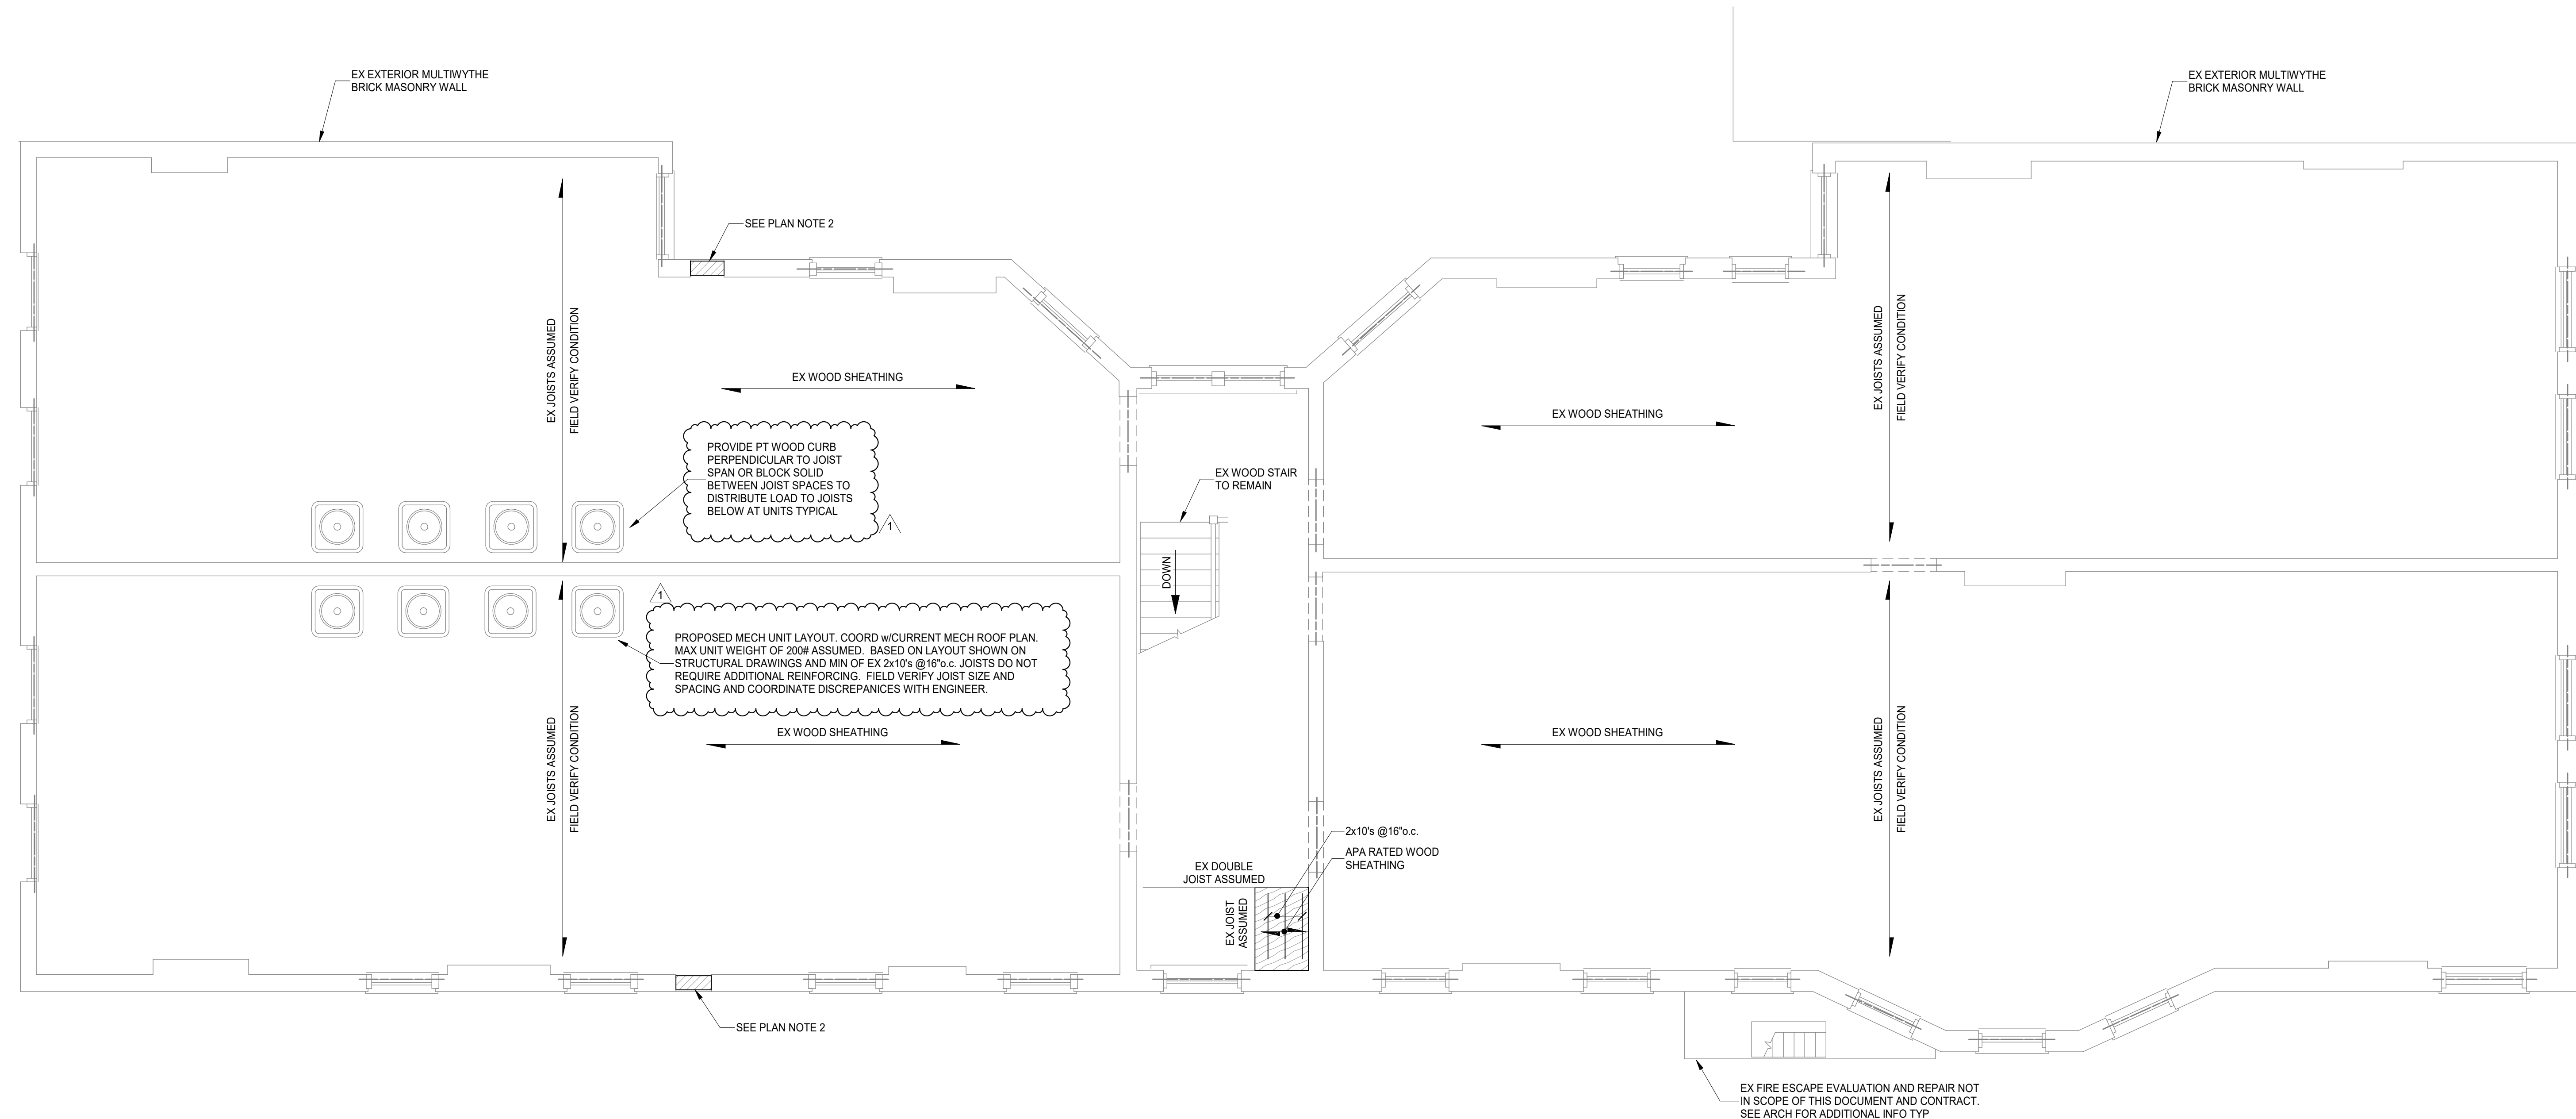 EX EXTERIOR MULTIWYTHE
BRICK MASONRY WALL
EX EXTERIOR MULTIWYTHE
BRICK MASONRY WALL
SEE PLAN NOTE 2
EX JOISTS ASSUMED
FIELD VERIFY CONDITION
EX JOISTS ASSUMED
FIELD VERIFY CONDITION
EX WOOD SHEATHING
EX WOOD SHEATHING
PROVIDE PT WOOD CURB
PERPENDICULAR TO JOIST
SPAN OR BLOCK SOLID
BETWEEN JOIST SPACES TO
DISTRIBUTE LOAD TO JOISTS
BELOW AT UNITS TYPICAL
1
EX WOOD STAIR
TO REMAIN
DOWN
1
PROPOSED MECH UNIT LAYOUT. COORD w/CURRENT MECH ROOF PLAN.
MAX UNIT WEIGHT OF 200# ASSUMED. BASED ON LAYOUT SHOWN ON
STRUCTURAL DRAWINGS AND MIN OF EX 2x10's @16"o.c. JOISTS DO NOT
REQUIRE ADDITIONAL REINFORCING. FIELD VERIFY JOIST SIZE AND
SPACING AND COORDINATE DISCREPANICES WITH ENGINEER.
EX WOOD SHEATHING
EX WOOD SHEATHING
EX JOISTS ASSUMED
FIELD VERIFY CONDITION
EX JOISTS ASSUMED
FIELD VERIFY CONDITION
2x10's @16"o.c.
APA RATED WOOD
SHEATHING
EX DOUBLE
JOIST ASSUMED
EX JOIST
ASSUMED
SEE PLAN NOTE 2
EX FIRE ESCAPE EVALUATION AND REPAIR NOT
IN SCOPE OF THIS DOCUMENT AND CONTRACT.
SEE ARCH FOR ADDITIONAL INFO TYP